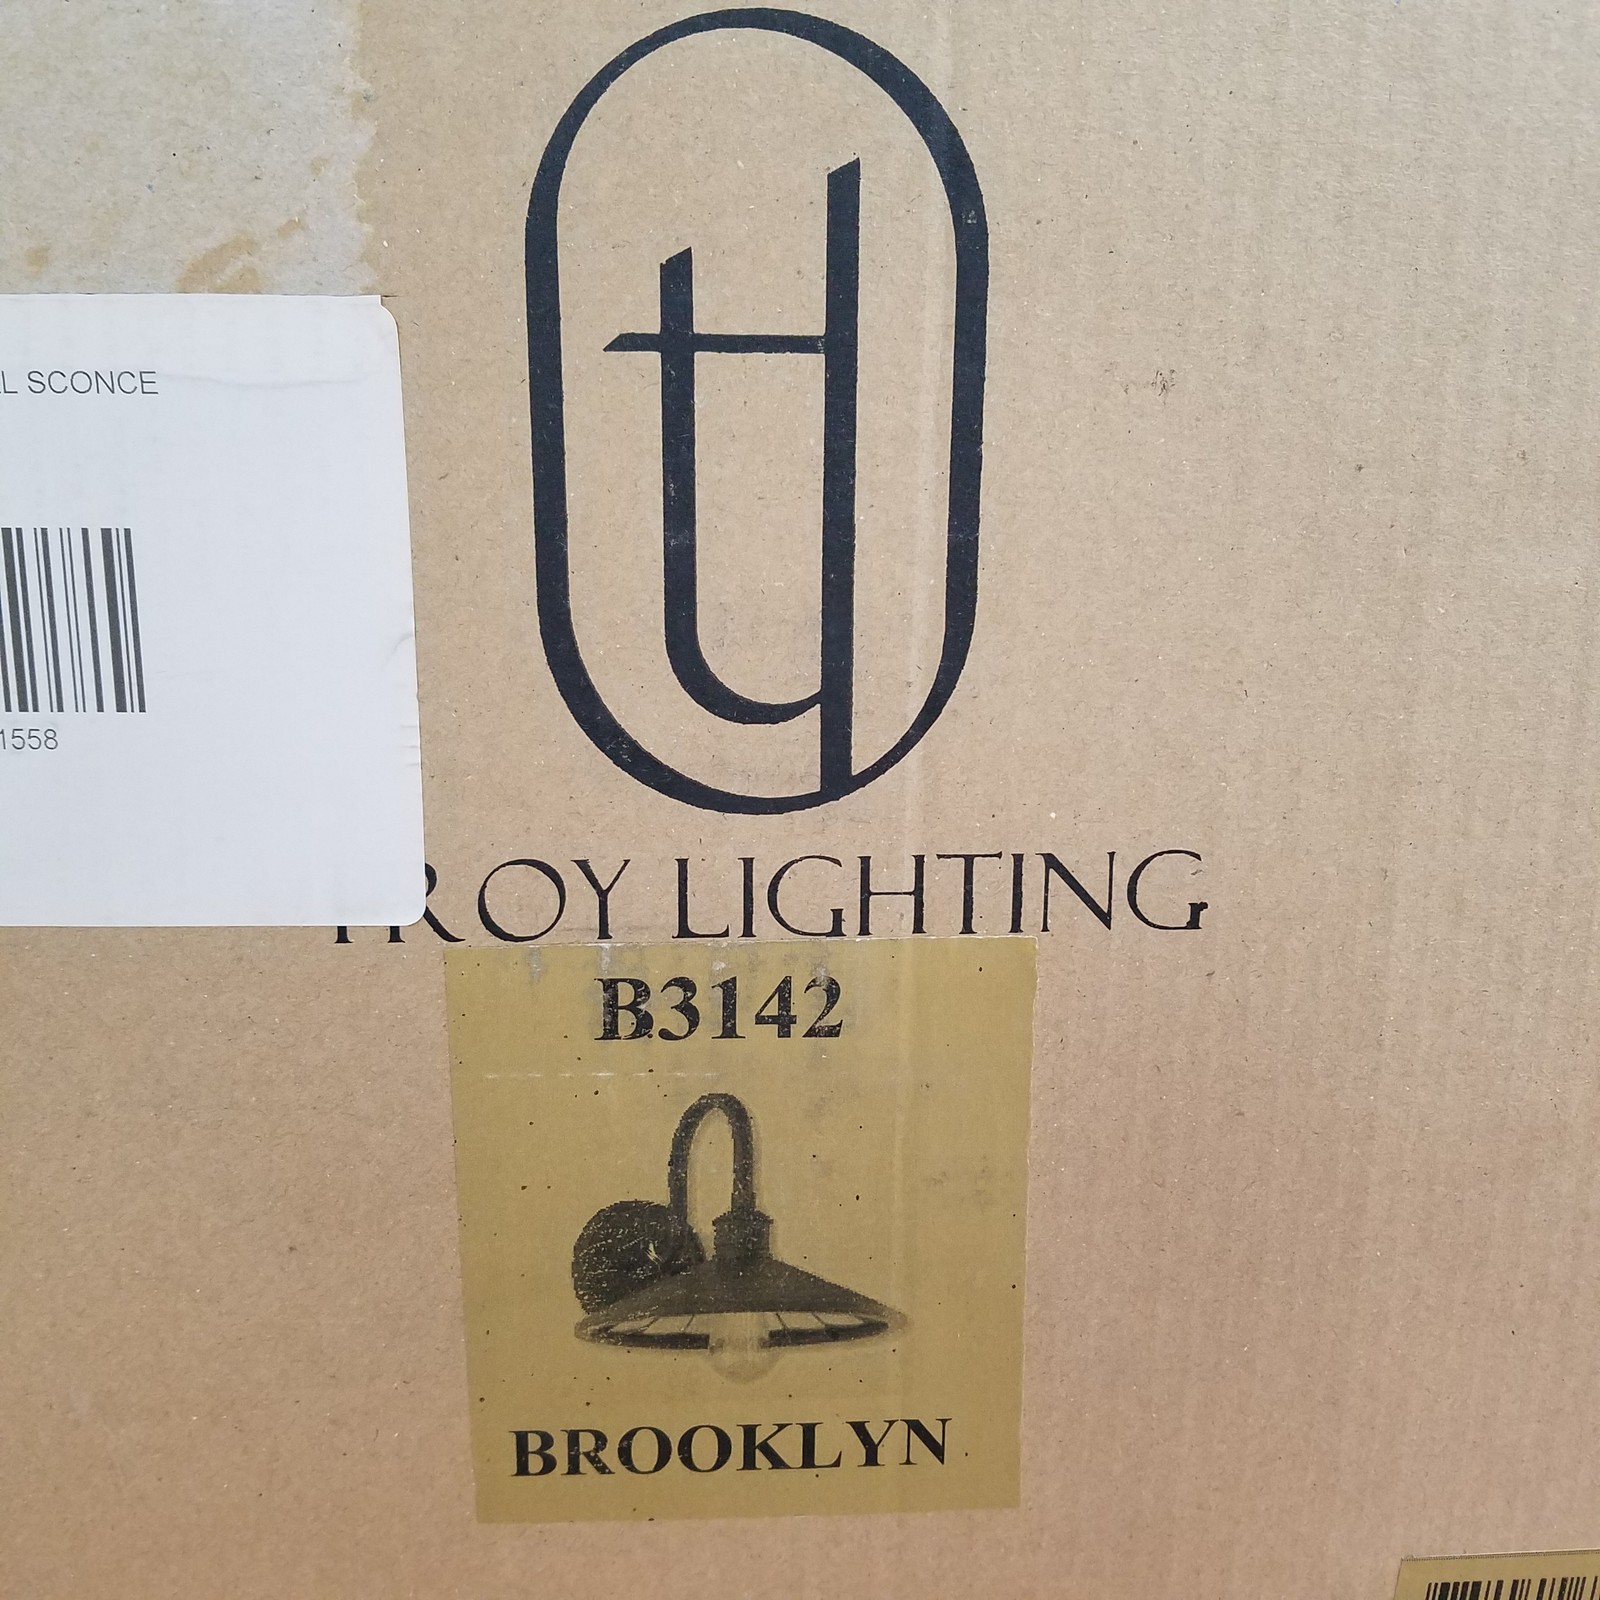 SCONCE
1558
TROY LIGHTING
B3142
BROOKLYN